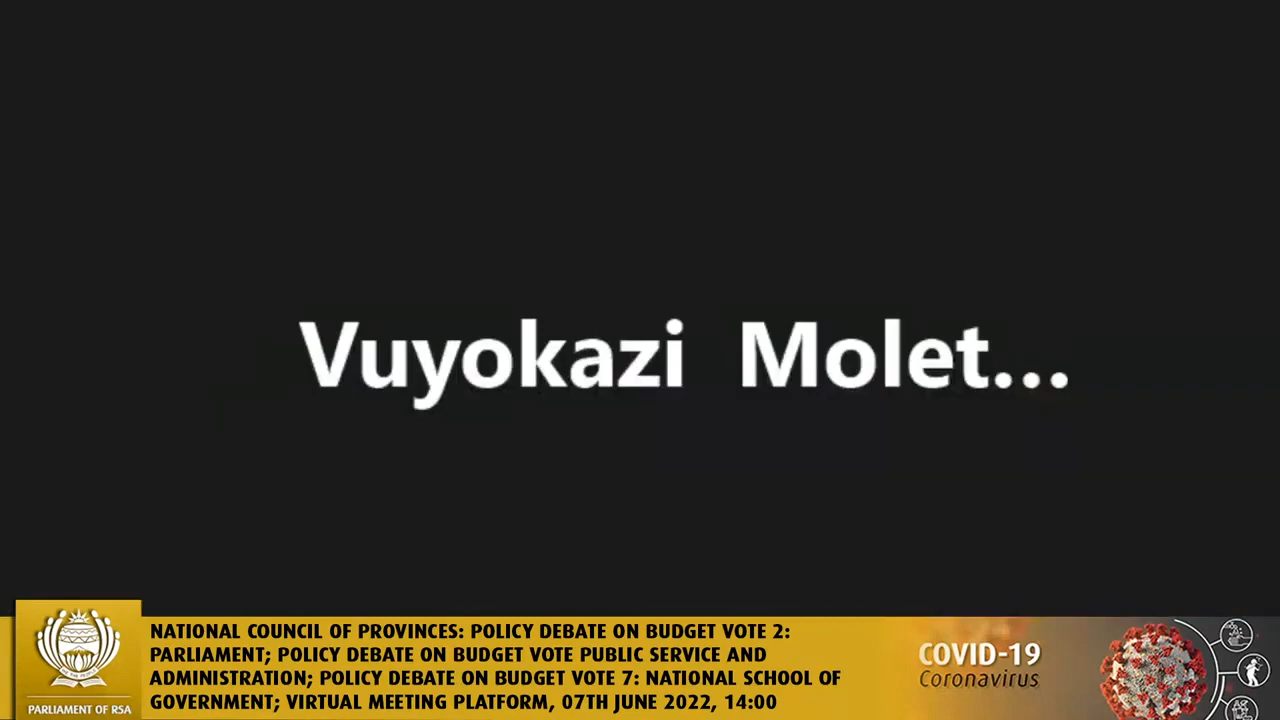 Vuyokazi Molet...
NATIONAL COUNCIL OF PROVINCES: POLICY DEBATE ON BUDGET VOTE 2:
PARLIAMENT; POLICY DEBATE ON BUDGET VOTE PUBLIC SERVICE AND
ADMINISTRATION; POLICY DEBATE ON BUDGET VOTE 7: NATIONAL SCHOOL OF
GOVERNMENT; VIRTUAL MEETING PLATFORM, 07TH JUNE 2022, 14:00
PARLIAMENT OF RSA
COVID-19
Coronavirus